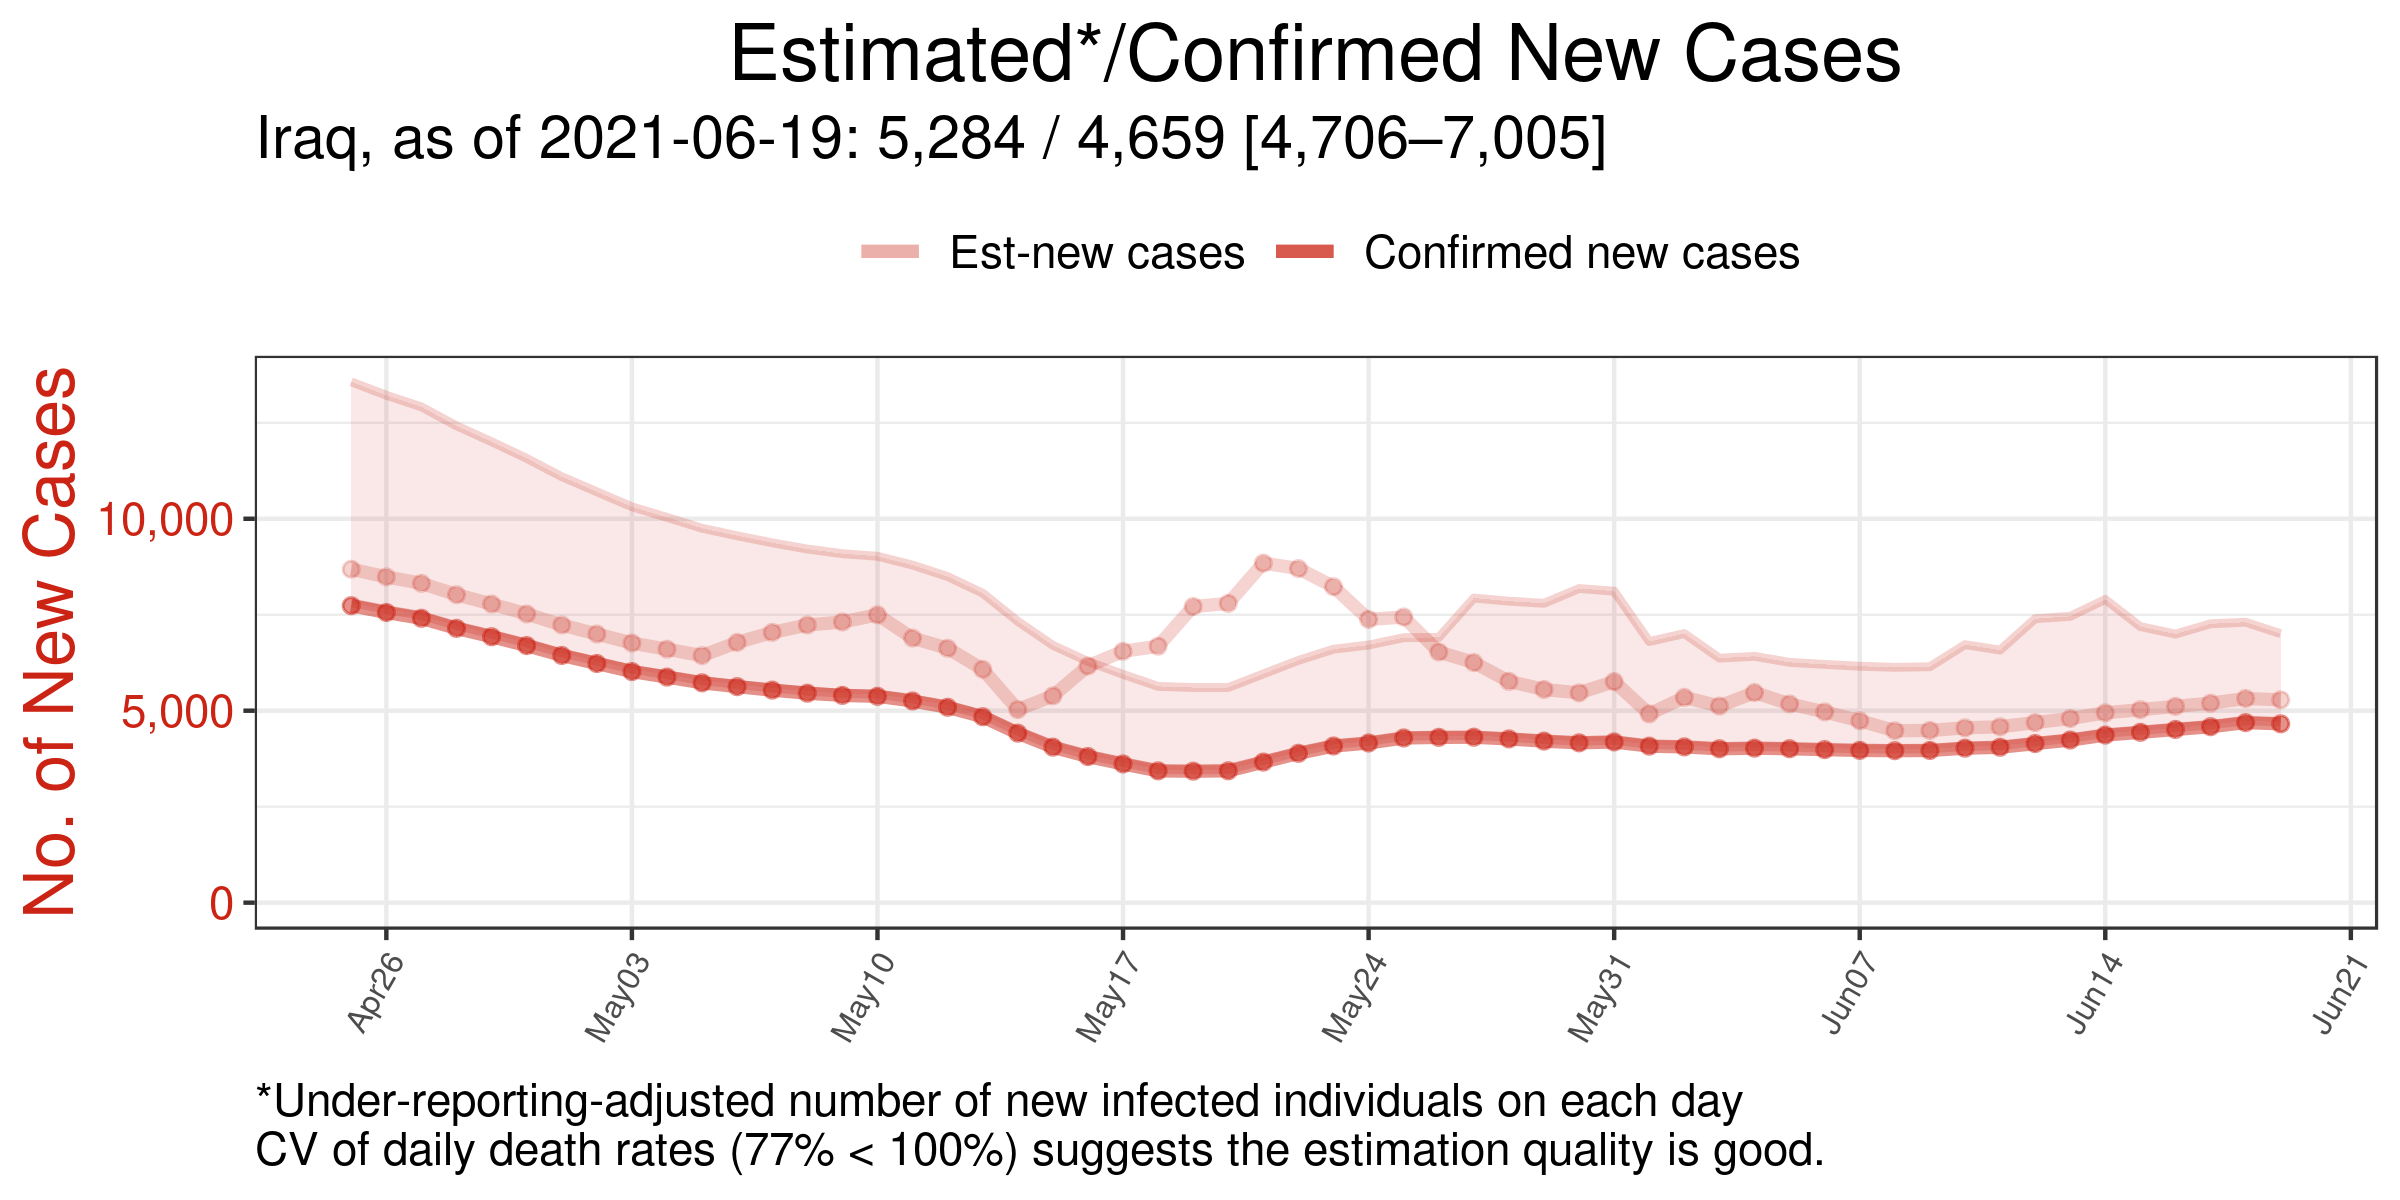 Estimated*/Confirmed New Cases
Iraq, as of 2021-06-19: 5,284 / 4,659 [4,706–7,005]
Est-new cases
Confirmed new cases
No. of New Cases
10,000
5,000
0
Apr26
May03
May10
May17
May24
May31
Jun07
Jun14
Jun21
*Under-reporting-adjusted number of new infected individuals on each day
CV of daily death rates (77% < 100%) suggests the estimation quality is good.